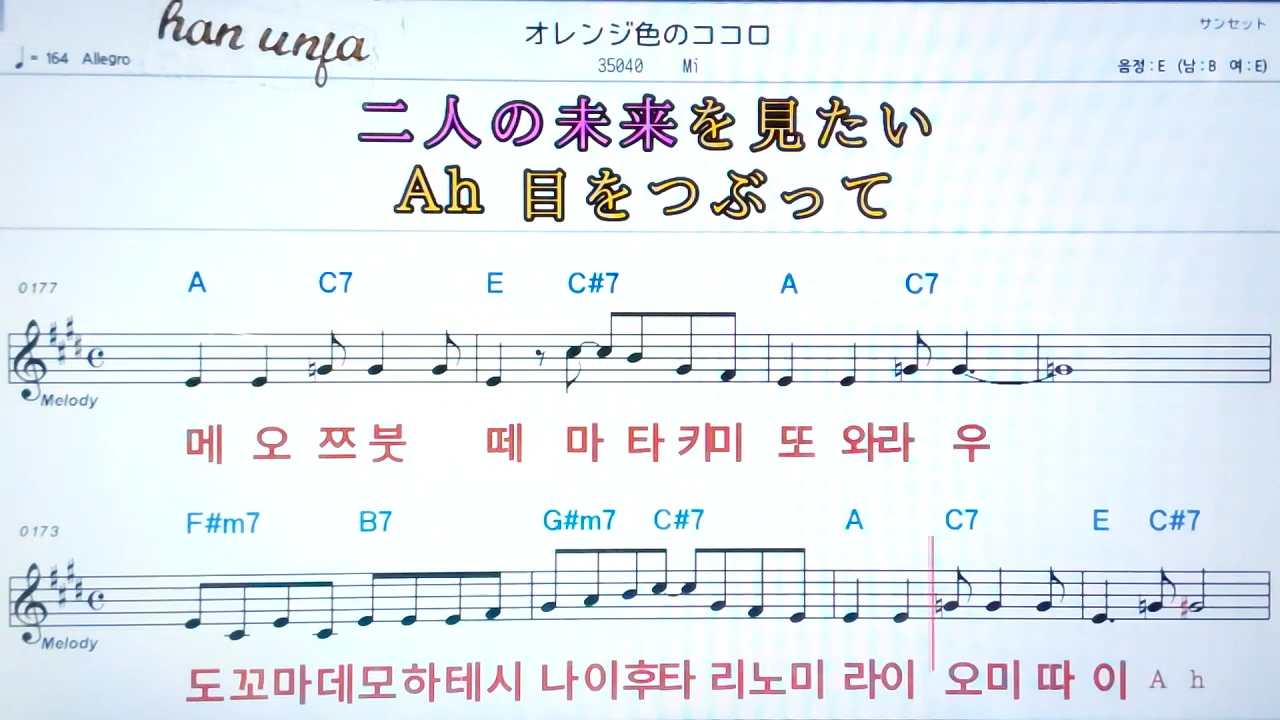 han unja
オレンジ色のココロ
サンセット
♩= 164 Allegro
35040 Mi
음정:E (남:B 여:E)
二人の未来を見たい
Ah 目をつぶって
0177
A C7 E C#7 A C7
Melody
메 오 쯔 붓 떼 마 타 키미 또 와라 우
0173
F#m7 B7 G#m7 C#7 A C7 E C#7
Melody
도꼬마데모하테시 나이후타 리노미 라이 오미 따 이 A h